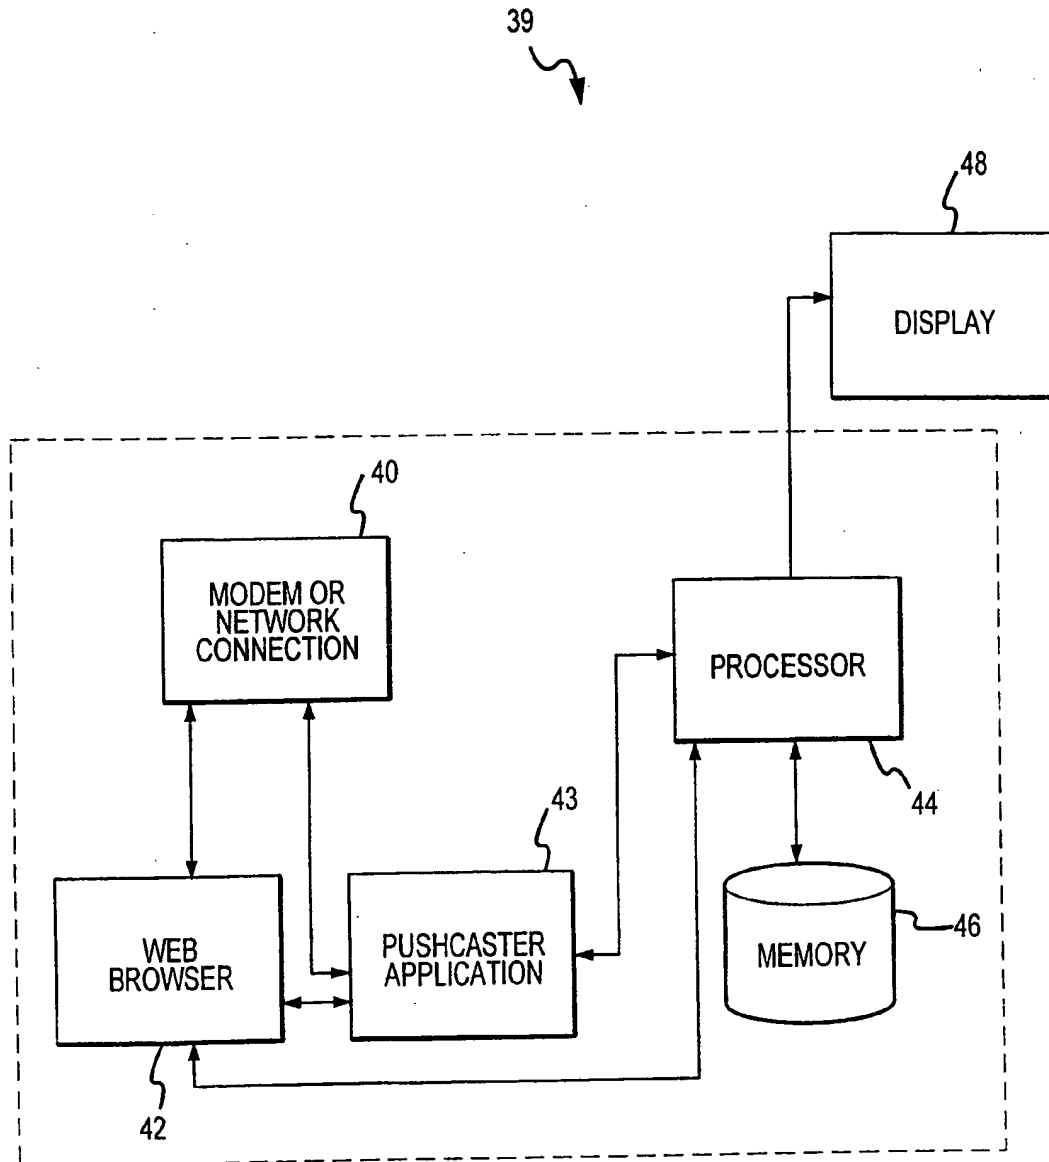 39
48
DISPLAY
40
MODEM OR
NETWORK
CONNECTION
PROCESSOR
44
43
WEB
BROWSER
PUSHCASTER
APPLICATION
MEMORY
46
42